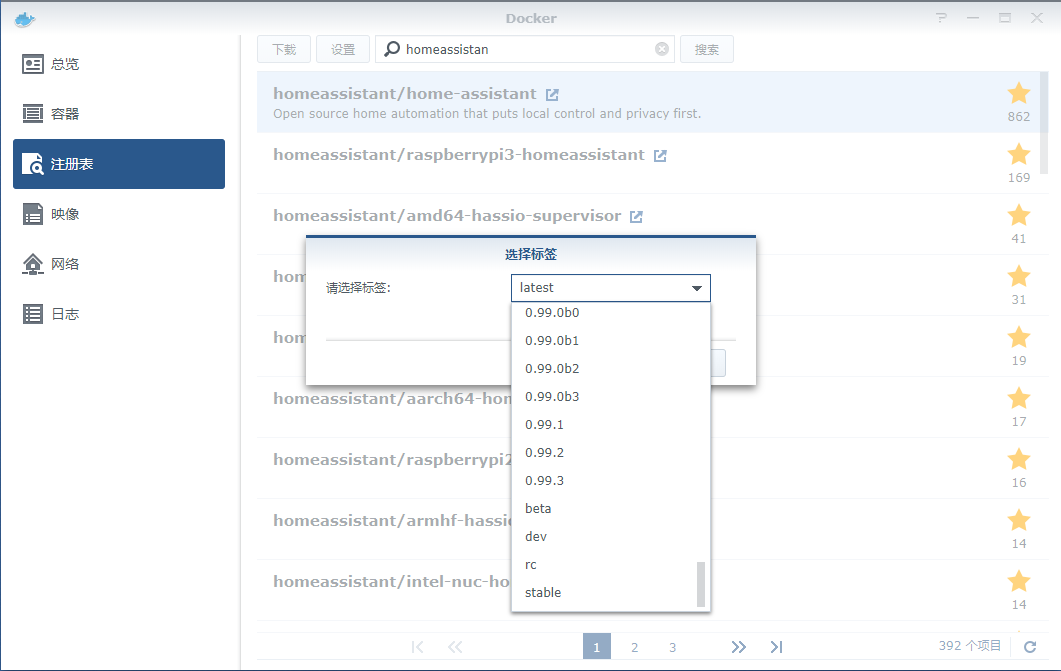 Docker
总览
容器
注册表
映像
网络
日志
下载
设置
homeassistan
搜索
homeassistant/home-assistant
Open source home automation that puts local control and privacy first.
862
homeassistant/raspberrypi3-homeassistant
169
homeassistant/amd64-hassio-supervisor
41
hom
31
hom
19
homeassistant/aarch64-hom
17
homeassistant/raspberrypi2
16
homeassistant/armhf-hassi
14
homeassistant/intel-nuc-ho
14
选择标签
请选择标签:
latest
0.99.0b0
0.99.0b1
0.99.0b2
0.99.0b3
0.99.1
0.99.2
0.99.3
beta
dev
rc
stable
1
2
3
392 个项目